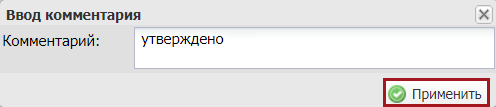 Ввод комментария
Комментарий: утверждено
Применить